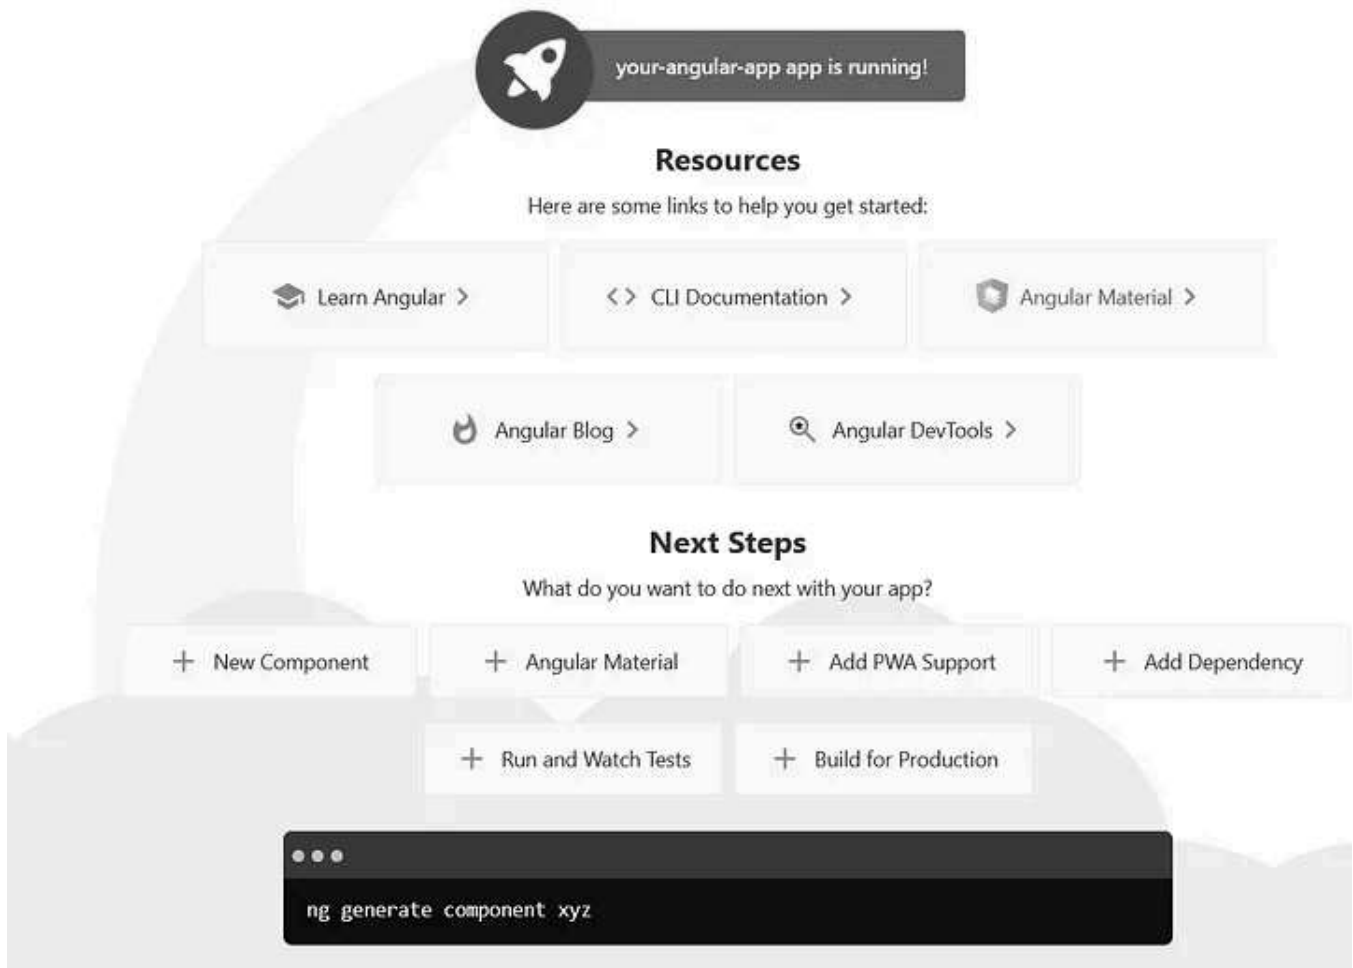 your-angular-app app is running!
Resources
Here are some links to help you get started:
Learn Angular
CLI Documentation
Angular Material
Angular Blog
Angular DevTools
Next Steps
What do you want to do next with your app?
New Component
Angular Material
Add PWA Support
Add Dependency
Run and Watch Tests
Build for Production
ng generate component xyz